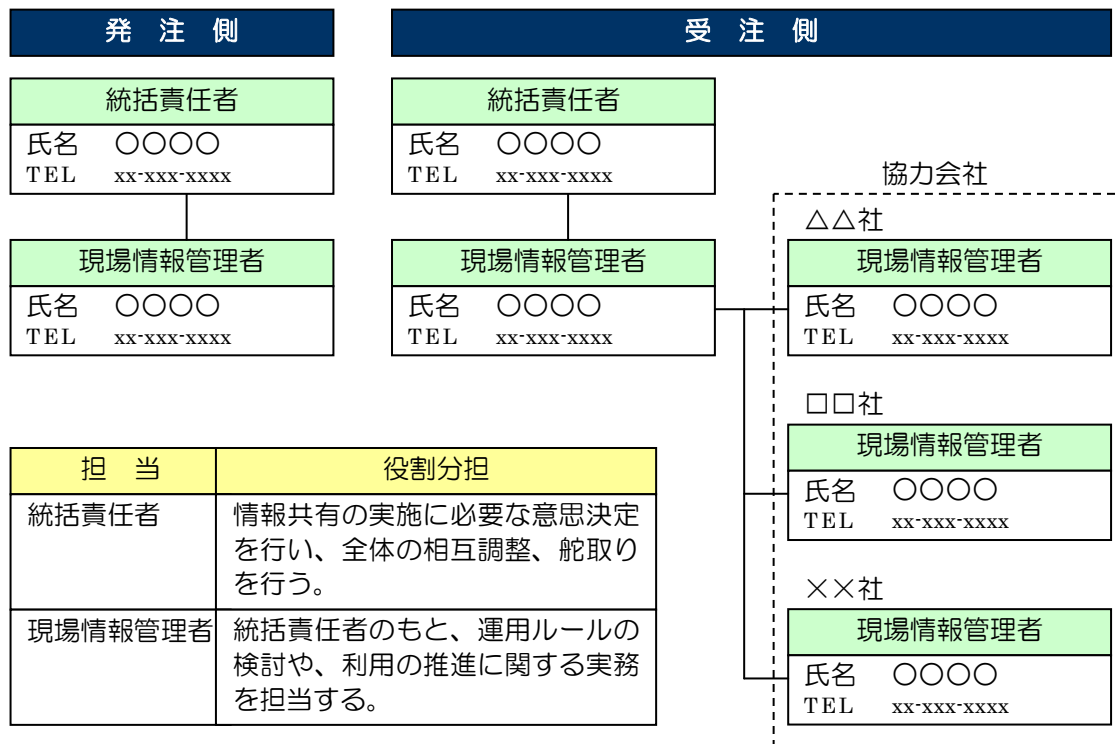 発 注 側
受 注 側
統括責任者
氏名 〇〇〇〇
TEL xx-xxx-xxxx
現場情報管理者
氏名 〇〇〇〇
TEL xx-xxx-xxxx
統括責任者
氏名 〇〇〇〇
TEL xx-xxx-xxxx
現場情報管理者
氏名 〇〇〇〇
TEL xx-xxx-xxxx
協力会社
△△社
現場情報管理者
氏名 〇〇〇〇
TEL xx-xxx-xxxx
□□社
現場情報管理者
氏名 〇〇〇〇
TEL xx-xxx-xxxx
××社
現場情報管理者
氏名 〇〇〇〇
TEL xx-xxx-xxxx
担 当 役割分担
統括責任者 情報共有の実施に必要な意思決定
を行い、全体の相互調整、舵取り
を行う。
現場情報管理者 統括責任者のもと、運用ルールの
検討や、利用の推進に関する実務
を担当する。